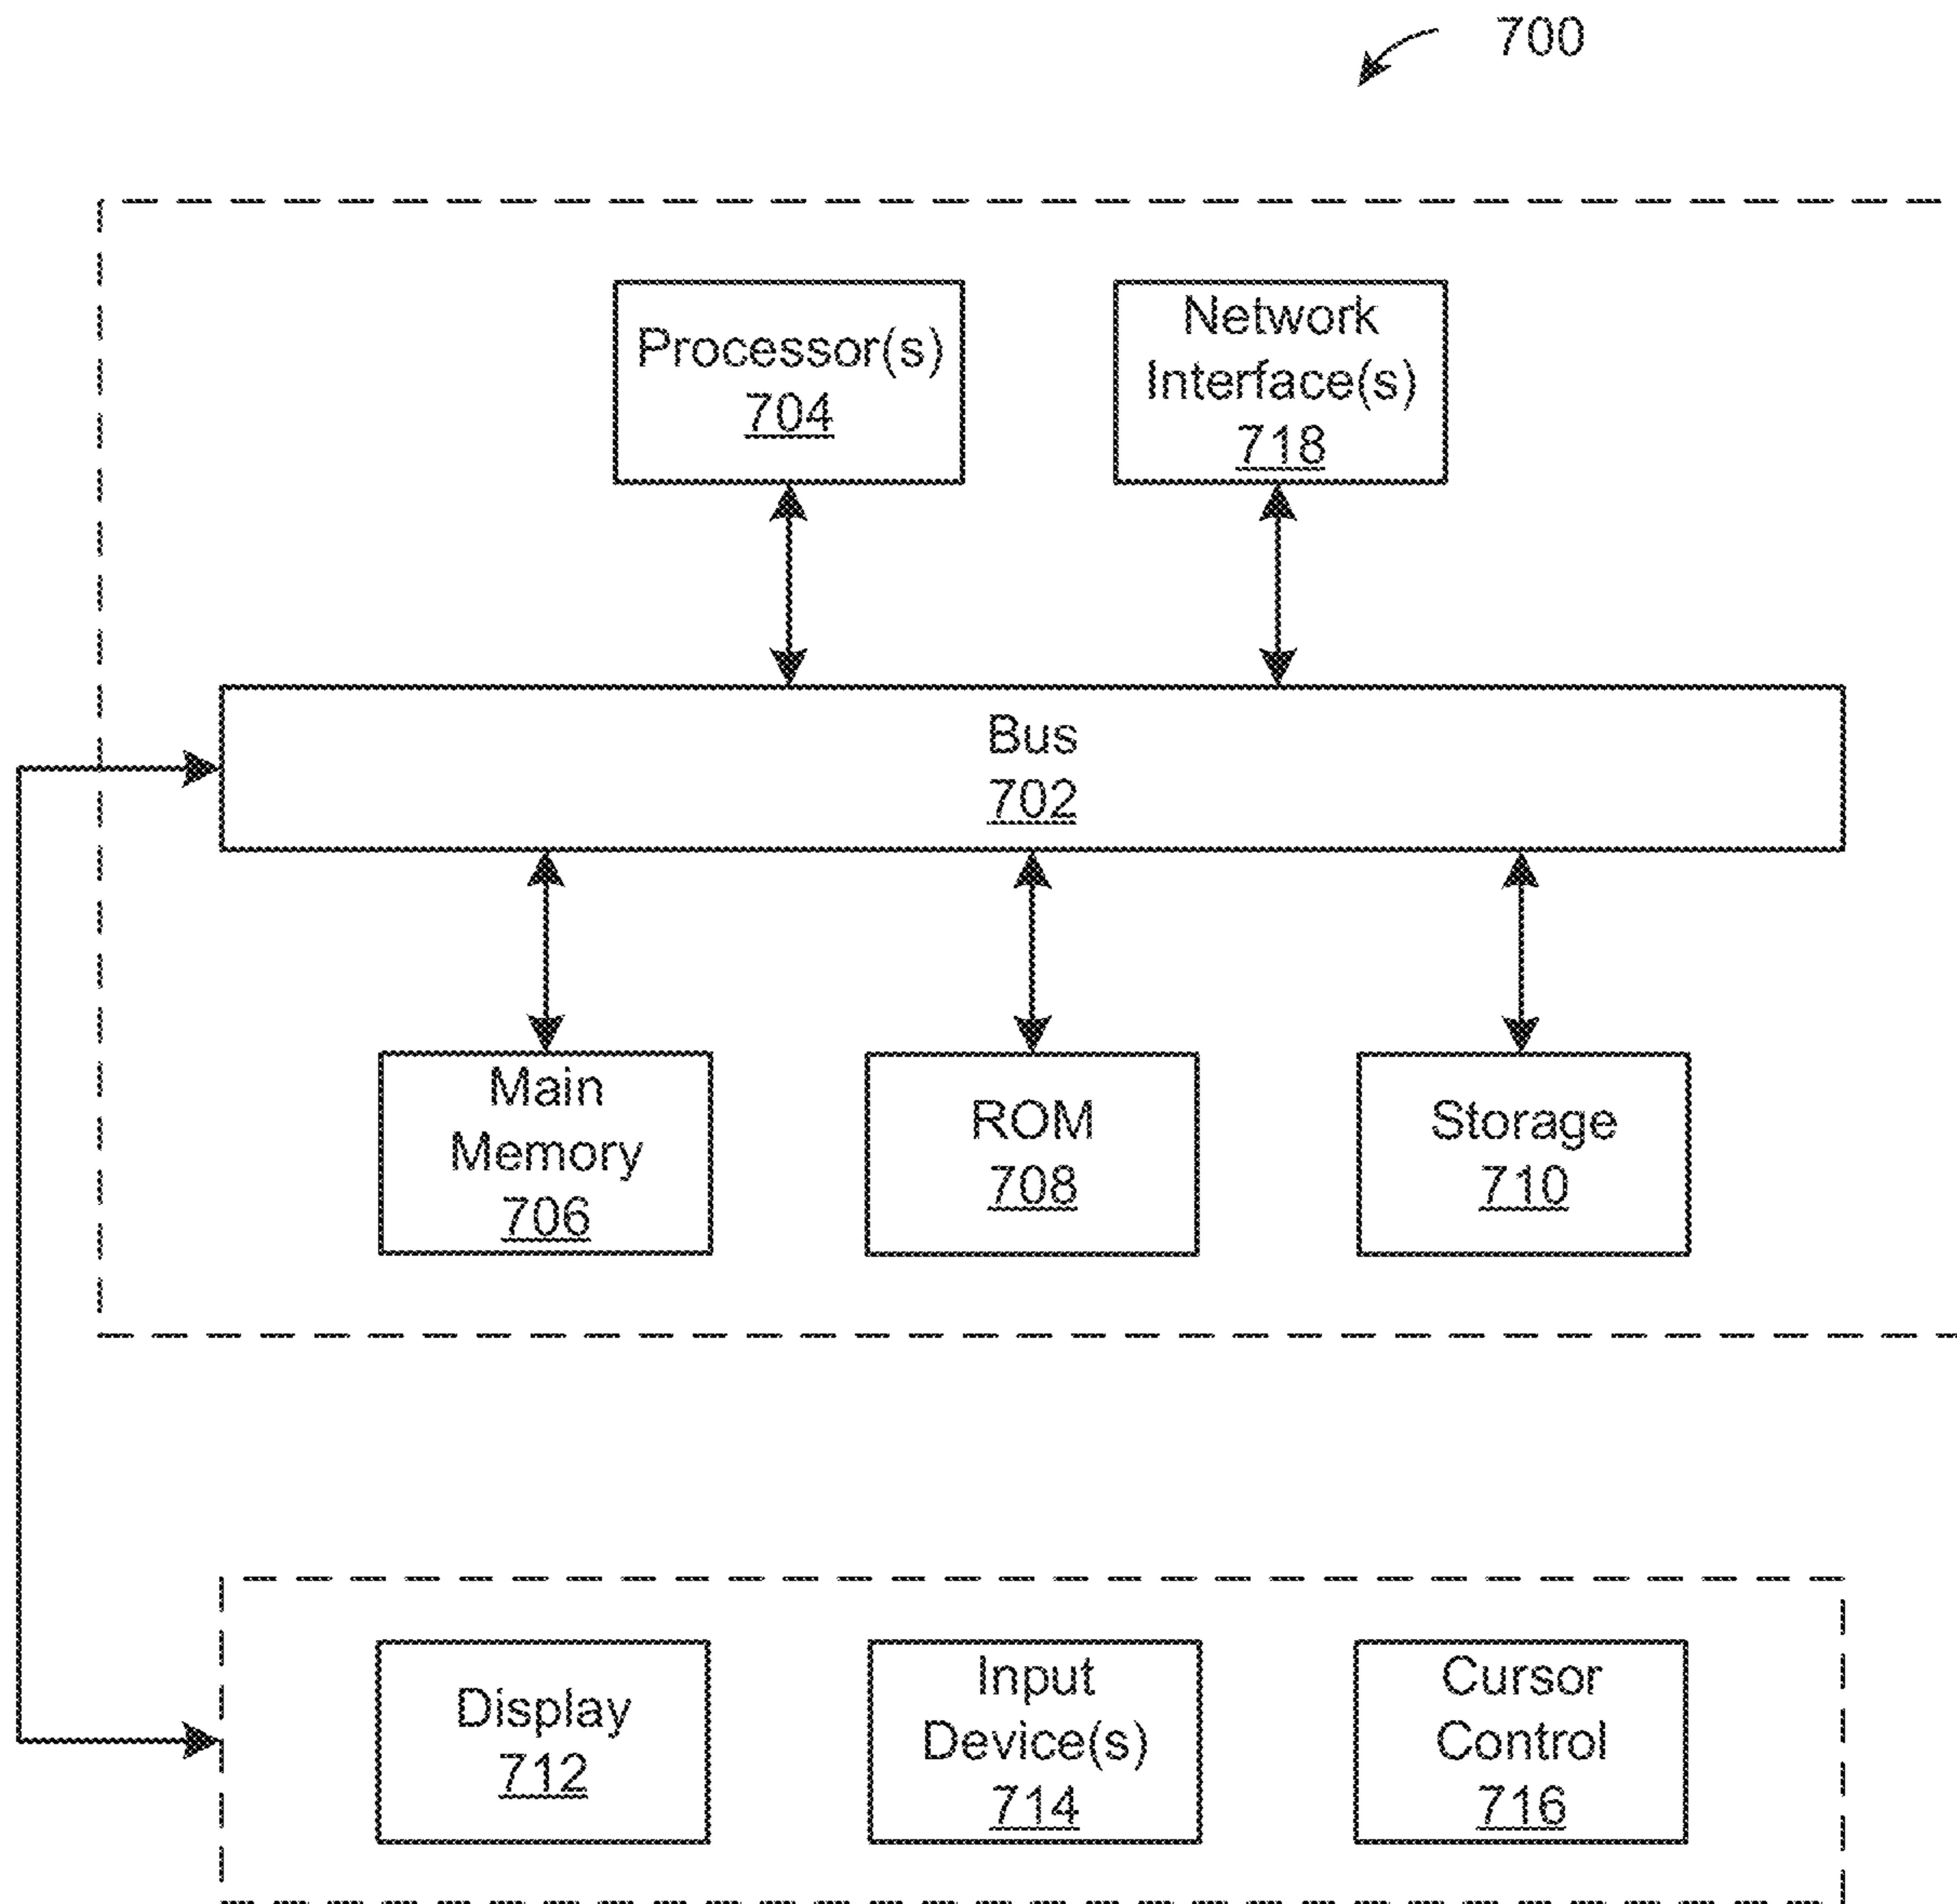 700
Processor(s)
704
Network
Interface(s)
718
Bus
702
Main
Memory
706
ROM
708
Storage
710
Display
712
Input
Device(s)
714
Cursor
Control
716